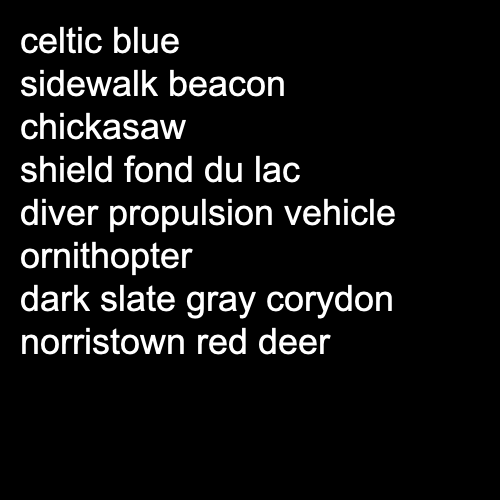 celtic blue
sidewalk beacon
chickasaw
shield fond du lac
diver propulsion vehicle
ornithopter
dark slate gray corydon
norristown red deer